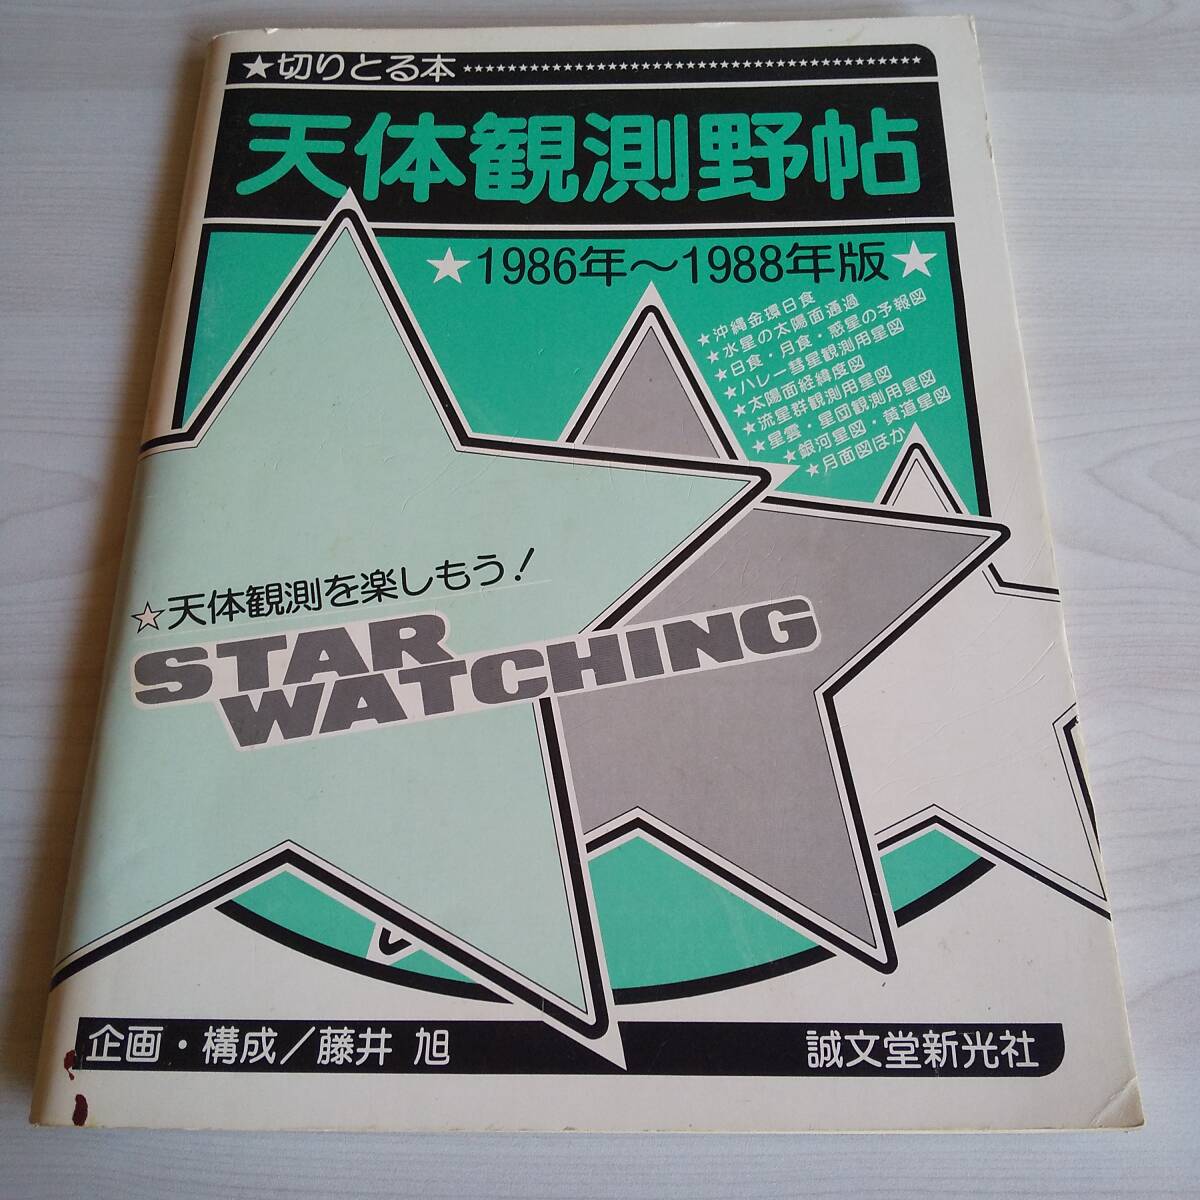 ★切りとる本
天体観測野帖
★1986年～1988年版★
★沖縄金環日食
★水星の太陽面通過
★日食・月食・惑星の予報図
★ハレー彗星観測用星図
★太陽面経緯度図
★流星群観測用星図
★星雲・星団観測用星図
★銀河星図・黄道星図
★月面図ほか
☆天体観測を楽しもう！
STAR
WATCHING
企画・構成／藤井 旭
誠文堂新光社